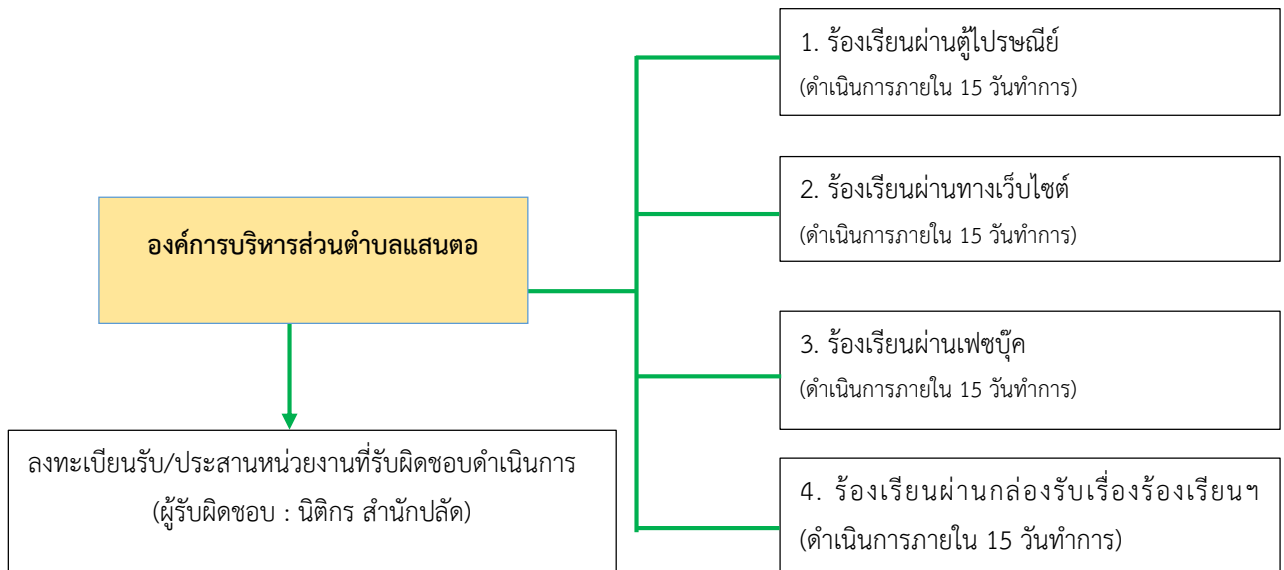 1. ร้องเรียนผ่านตู้ไปรษณีย์
(ดำเนินการภายใน 15 วันทำการ)
2. ร้องเรียนผ่านทางเว็บไซต์
(ดำเนินการภายใน 15 วันทำการ)
องค์การบริหารส่วนตำบลแสนตอ
3. ร้องเรียนผ่านเฟซบุ๊ค
(ดำเนินการภายใน 15 วันทำการ)
ลงทะเบียนรับ/ประสานหน่วยงานที่รับผิดชอบดำเนินการ
(ผู้รับผิดชอบ : นิติกร สำนักปลัด)
4. ร้องเรียนผ่านกล่องรับเรื่องร้องเรียนฯ
(ดำเนินการภายใน 15 วันทำการ)